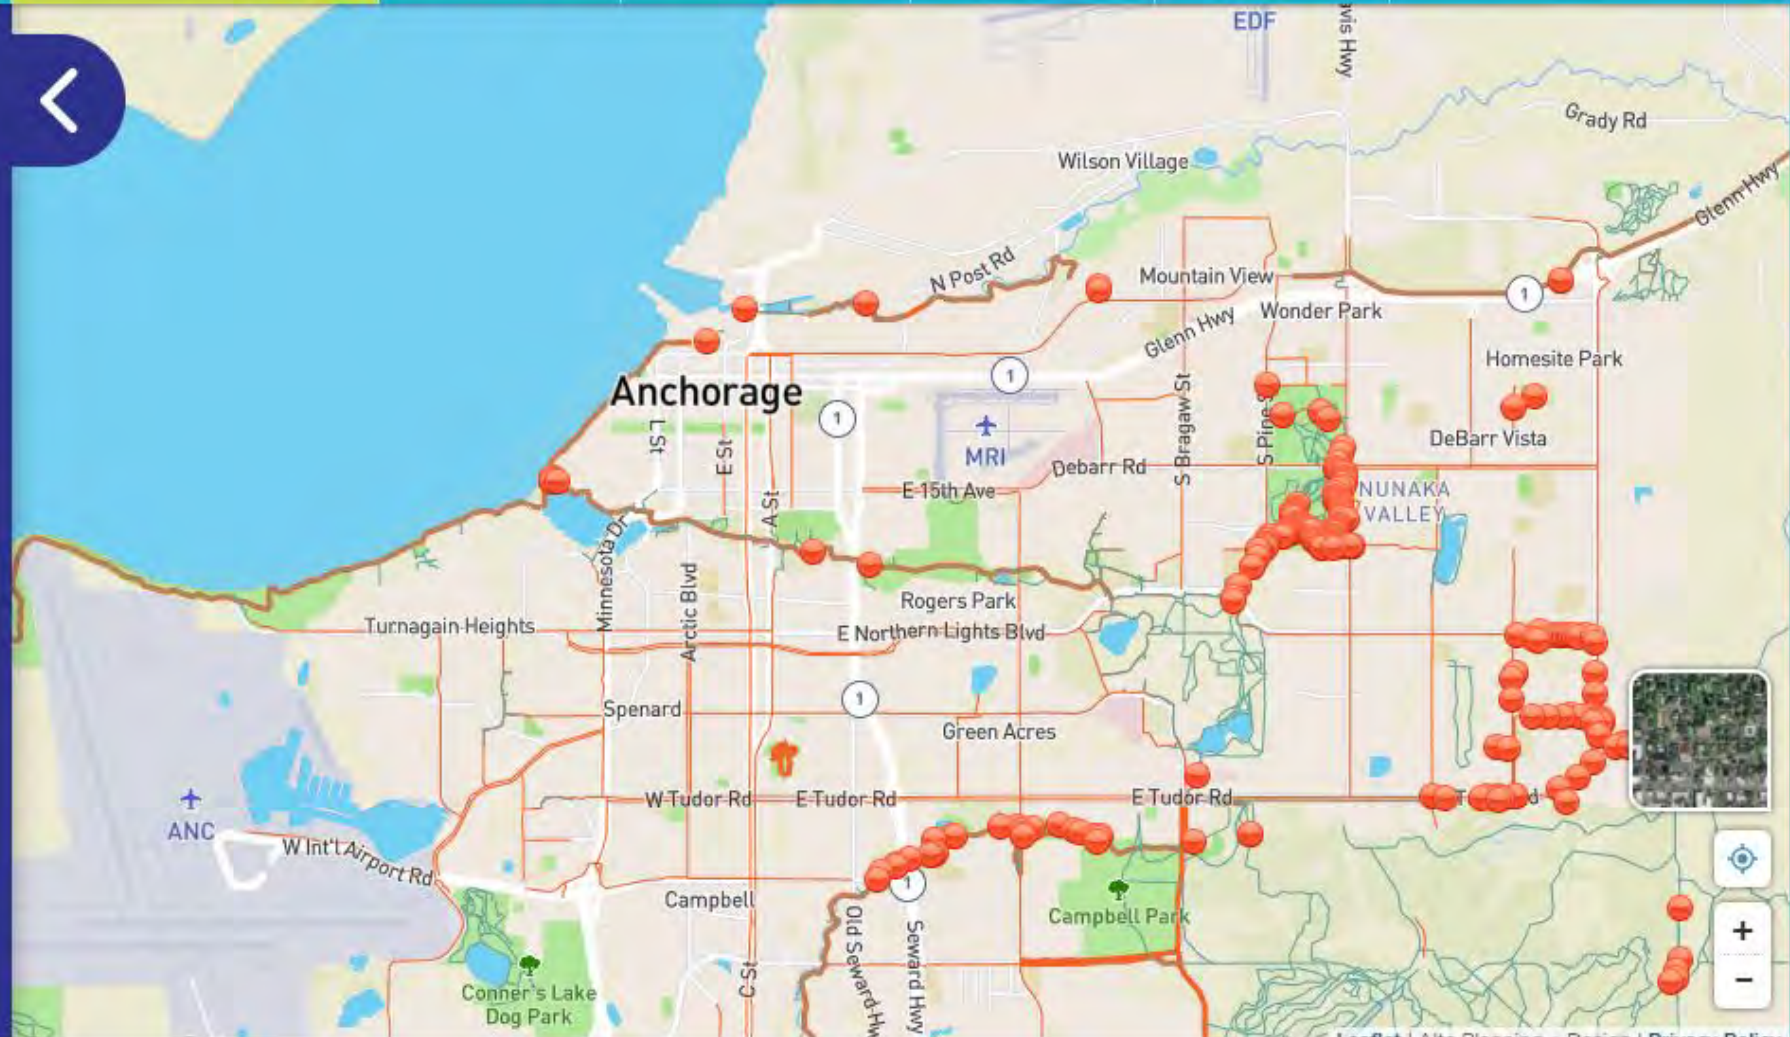 EDF
avis Hwy
Grady Rd
Wilson Village
Glenn Hwy
N Post Rd
Mountain View
1
Glenn Hwy
Wonder Park
Homesite Park
1
Anchorage
1
L St
E St
S Bragaw St
S Pine S
DeBarr Vista
MRI
Debarr Rd
E 15th Ave
A St
NUNAKA
VALLEY
Minnesota Dr
Arctic Blvd
Rogers Park
Turnagain Heights
E Northern Lights Blvd
1
Spenard
Green Acres
W Tudor Rd
E Tudor Rd
E Tudor Rd
ANC
W Int'l Airport Rd
1
Campbell
Campbell Park
Old Seward Hw
Seward Hwy
C St
Conner's Lake
Dog Park
+
−